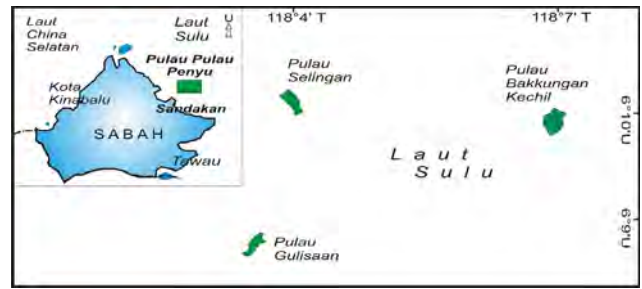 Laut
China
Selatan
Laut
Sulu
U
Pulau Pulau
Penyu
Kota
Kinabalu
Sandakan
SABAH
Tawau
118°4' T
118°7' T
Pulau
Selingan
Pulau
Bakkungan
Kechil
6°10'U
Laut
Sulu
6°9'U
Pulau
Gulisaan